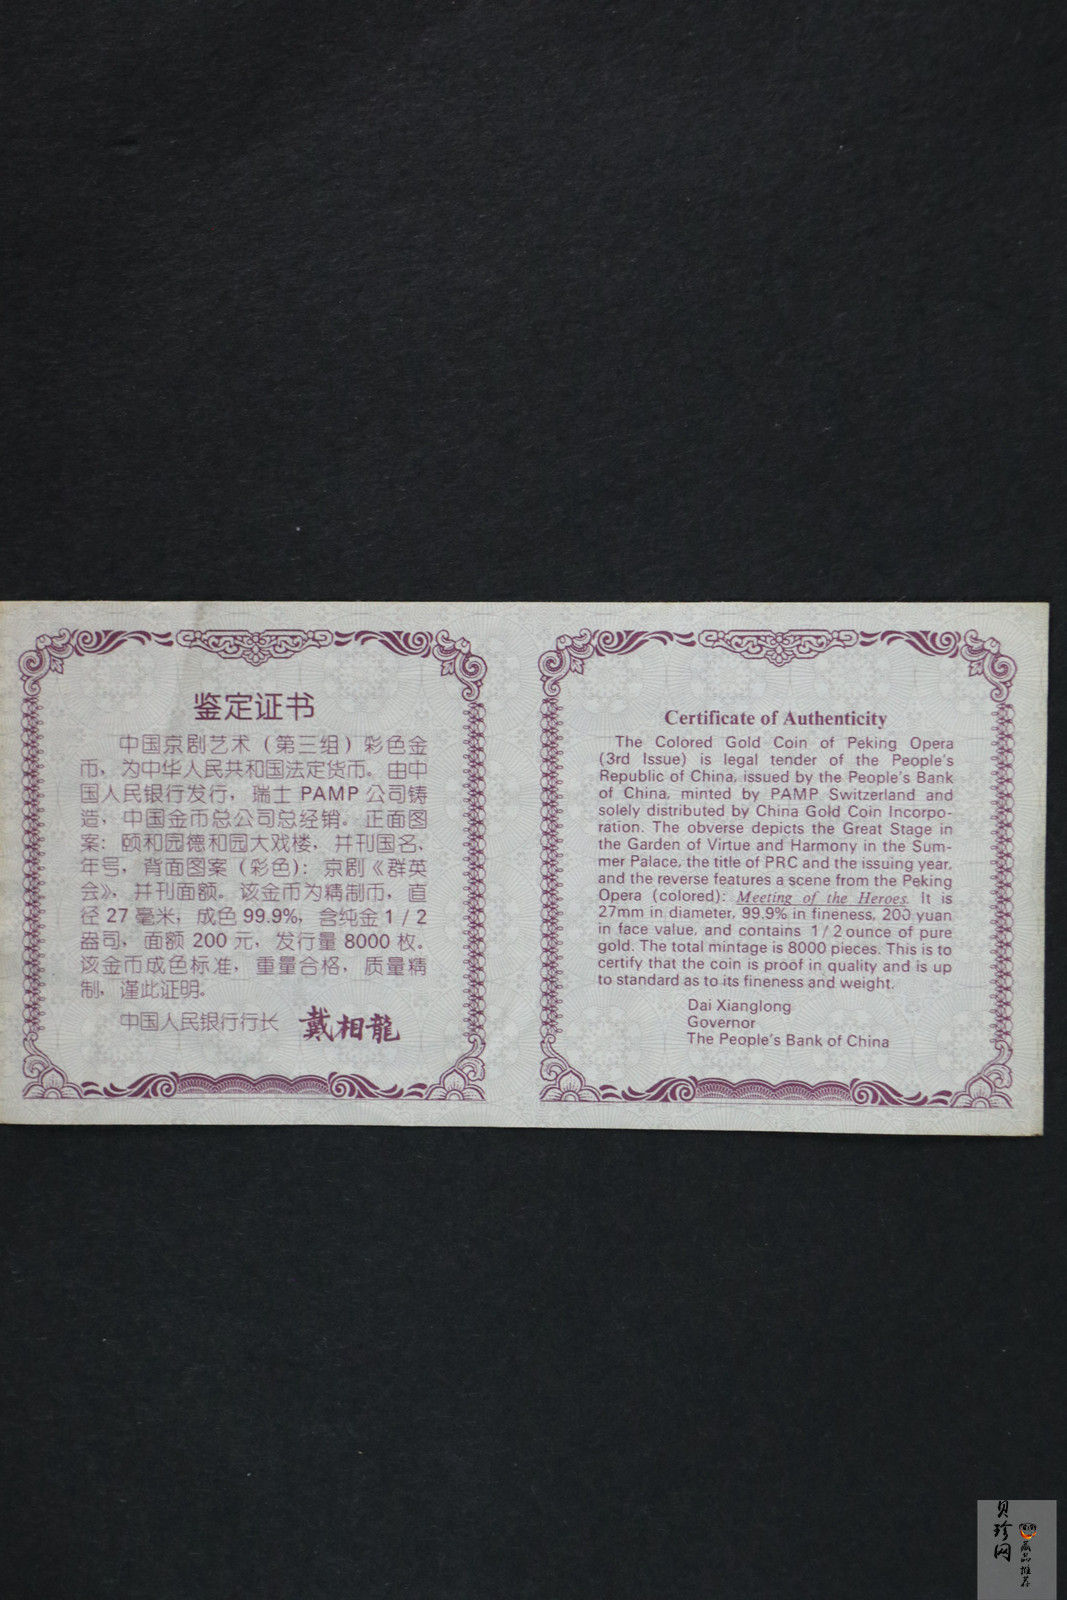 鉴定证书
中国京剧艺术（第三组）彩色金
币，为中华人民共和国法定货币。由中
国人民银行发行，瑞士 PAMP 公司铸
造，中国金币总公司总经销。正面图
案：颐和园德和园大戏楼，并刊国名、
年号，背面图案（彩色）：京剧《群英
会》，并刊面额。该金币为精制币，直
径 27 毫米，成色 99.9%，含纯金 1/2
盎司，面额 200 元，发行量 8000 枚。
该金币成色标准，重量合格，质量精
制，谨此证明。
中国人民银行行长 戴相龍
Certificate of Authenticity
The Colored Gold Coin of Peking Opera
(3rd Issue) is legal tender of the People's
Republic of China, issued by the People's Bank
of China, minted by PAMP Switzerland and
solely distributed by China Gold Coin Incorpo-
ration. The obverse depicts the Great Stage in
the Garden of Virtue and Harmony in the Sum-
mer Palace, the title of PRC and the issuing year,
and the reverse features a scene from the Peking
Opera (colored): Meeting of the Heroes. It is
27mm in diameter, 99.9% in fineness, 200 yuan
in face value, and contains 1/2 ounce of pure
gold. The total mintage is 8000 pieces. This is to
certify that the coin is proof in quality and is up
to standard as to its fineness and weight.
Dai Xianglong
Governor
The People's Bank of China
贝珍网
藏品推荐